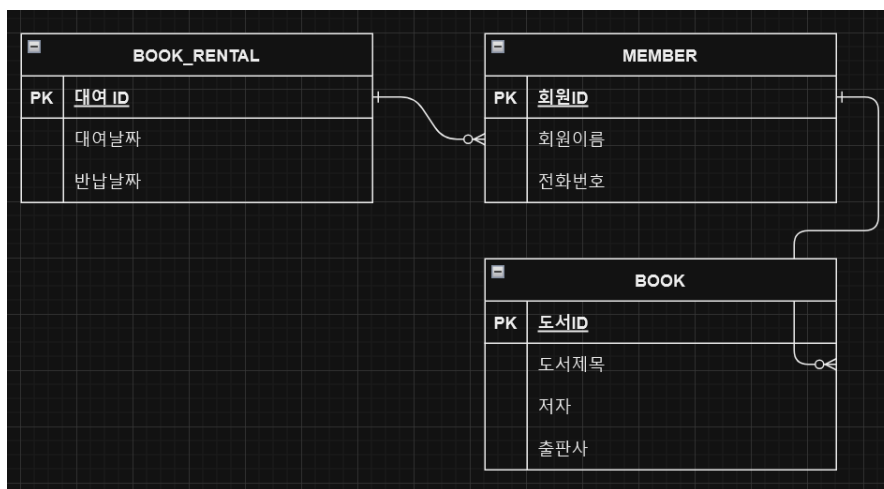 BOOK_RENTAL
PK 대여 ID
대여날짜
반납날짜
MEMBER
PK 회원ID
회원이름
전화번호
BOOK
PK 도서ID
도서제목
저자
출판사